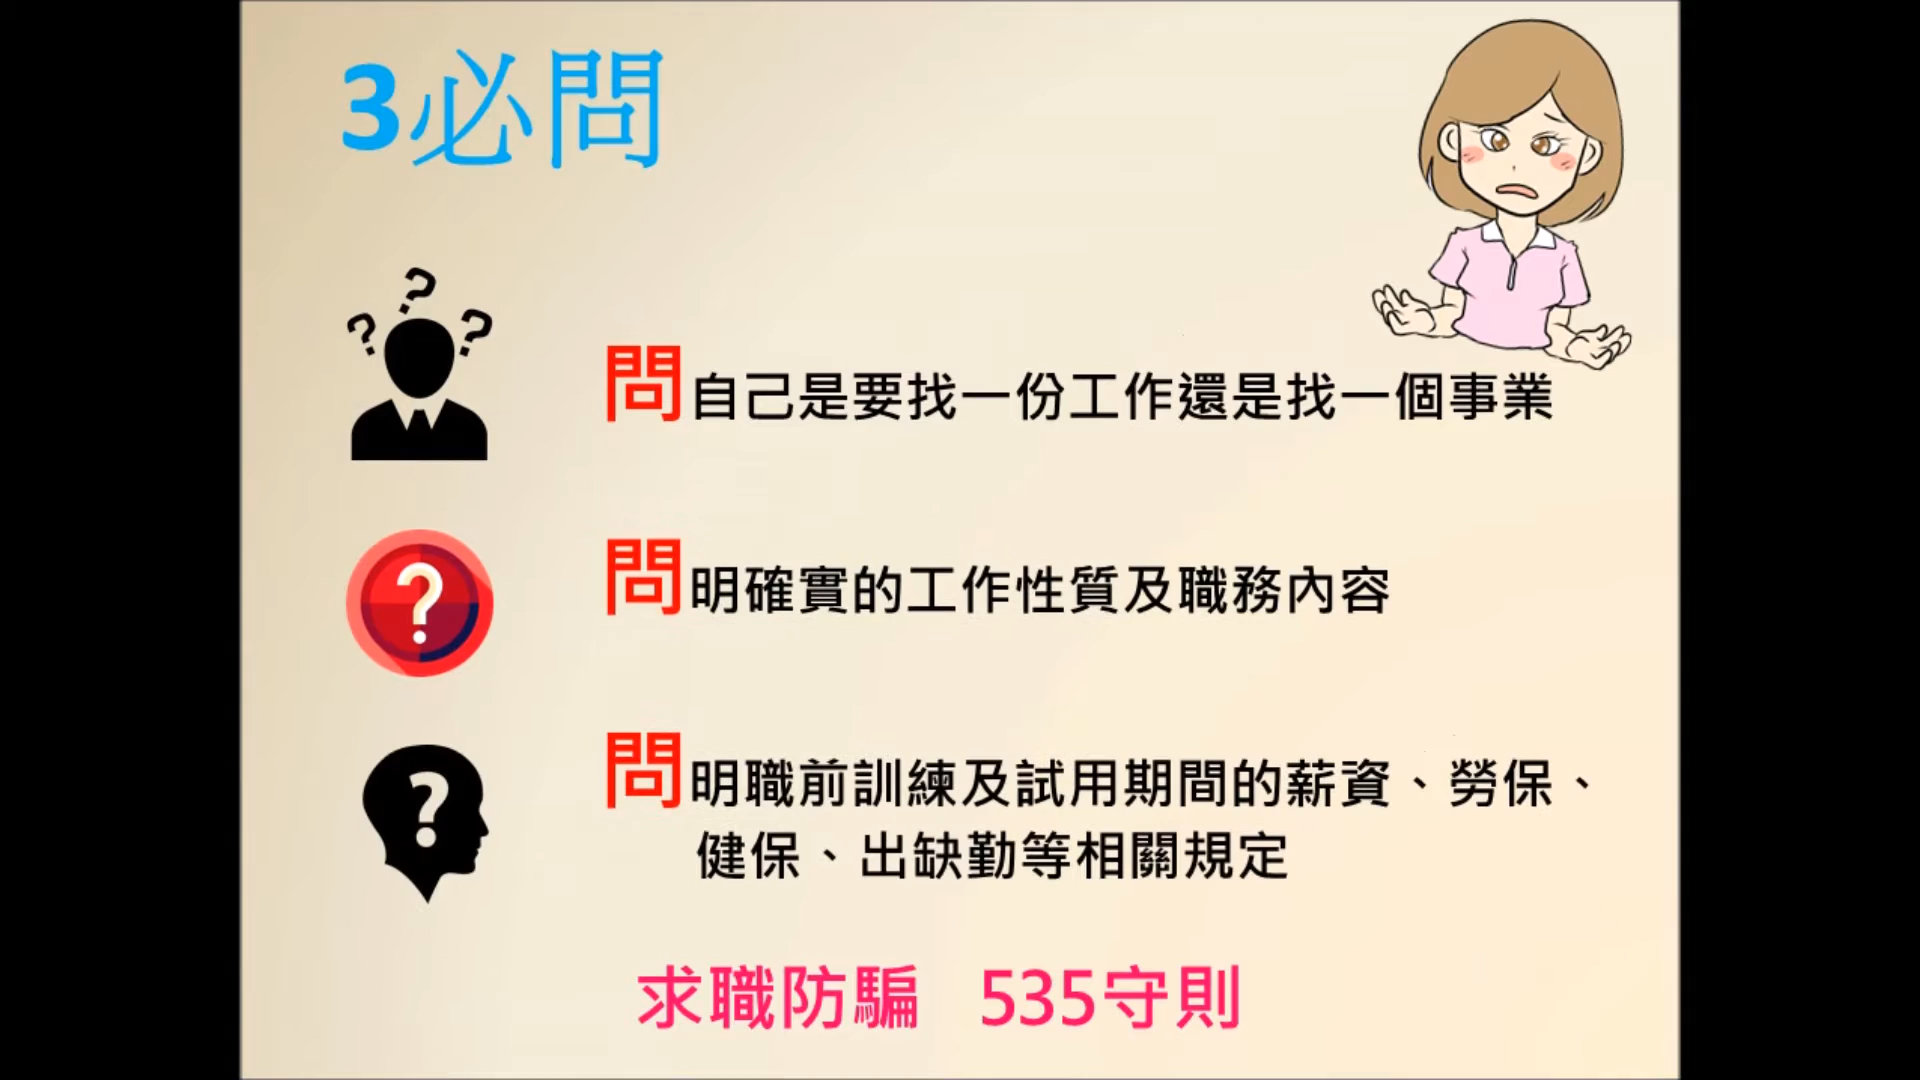 3必問
問自己是要找一份工作還是找一個事業
問明確實的工作性質及職務內容
問明職前訓練及試用期間的薪資、勞保、
健保、出缺勤等相關規定
求職防騙 535守則